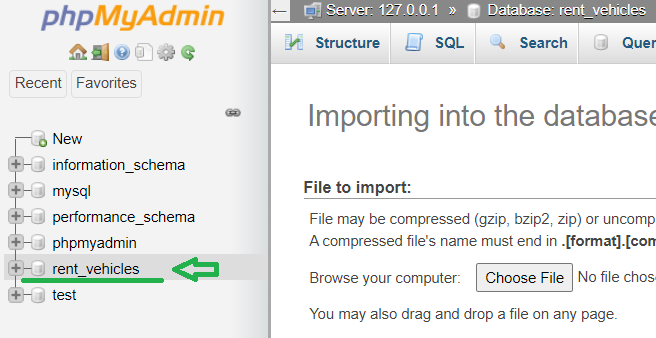 phpMyAdmin
Recent Favorites
New
information_schema
mysql
performance_schema
phpmyadmin
rent_vehicles
test
Server: 127.0.0.1 » Database: rent_vehicles
Structure SQL Search Quer
Importing into the database
File to import:
File may be compressed (gzip, bzip2, zip) or uncomp
A compressed file's name must end in .[format].[com
Browse your computer: Choose File No file chos
You may also drag and drop a file on any page.